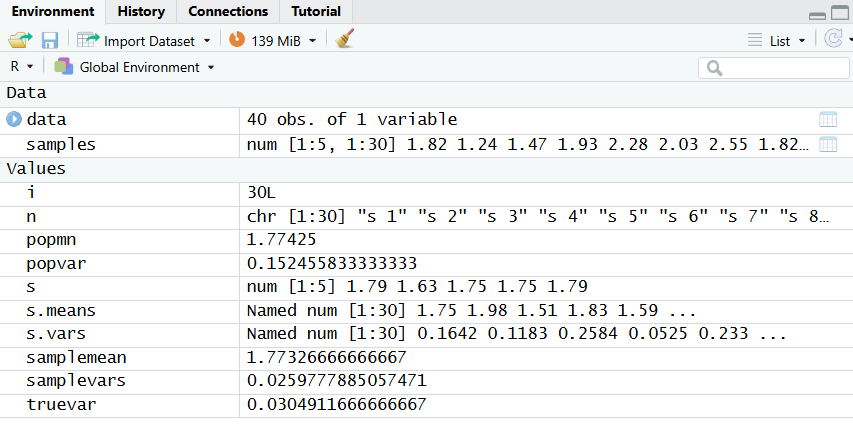 Environment History Connections Tutorial
Import Dataset 139 MiB List
R Global Environment
Data
data 40 obs. of 1 variable
samples num [1:5, 1:30] 1.82 1.24 1.47 1.93 2.28 2.03 2.55 1.82…
Values
i 30L
n chr [1:30] "s 1" "s 2" "s 3" "s 4" "s 5" "s 6" "s 7" "s 8…
popmn 1.77425
popvar 0.152455833333333
s num [1:5] 1.79 1.63 1.75 1.75 1.79
s.means Named num [1:30] 1.75 1.98 1.51 1.83 1.59 ...
s.vars Named num [1:30] 0.1642 0.1183 0.2584 0.0525 0.233 ...
samplemean 1.77326666666667
samplevars 0.0259777885057471
truevar 0.0304911666666667